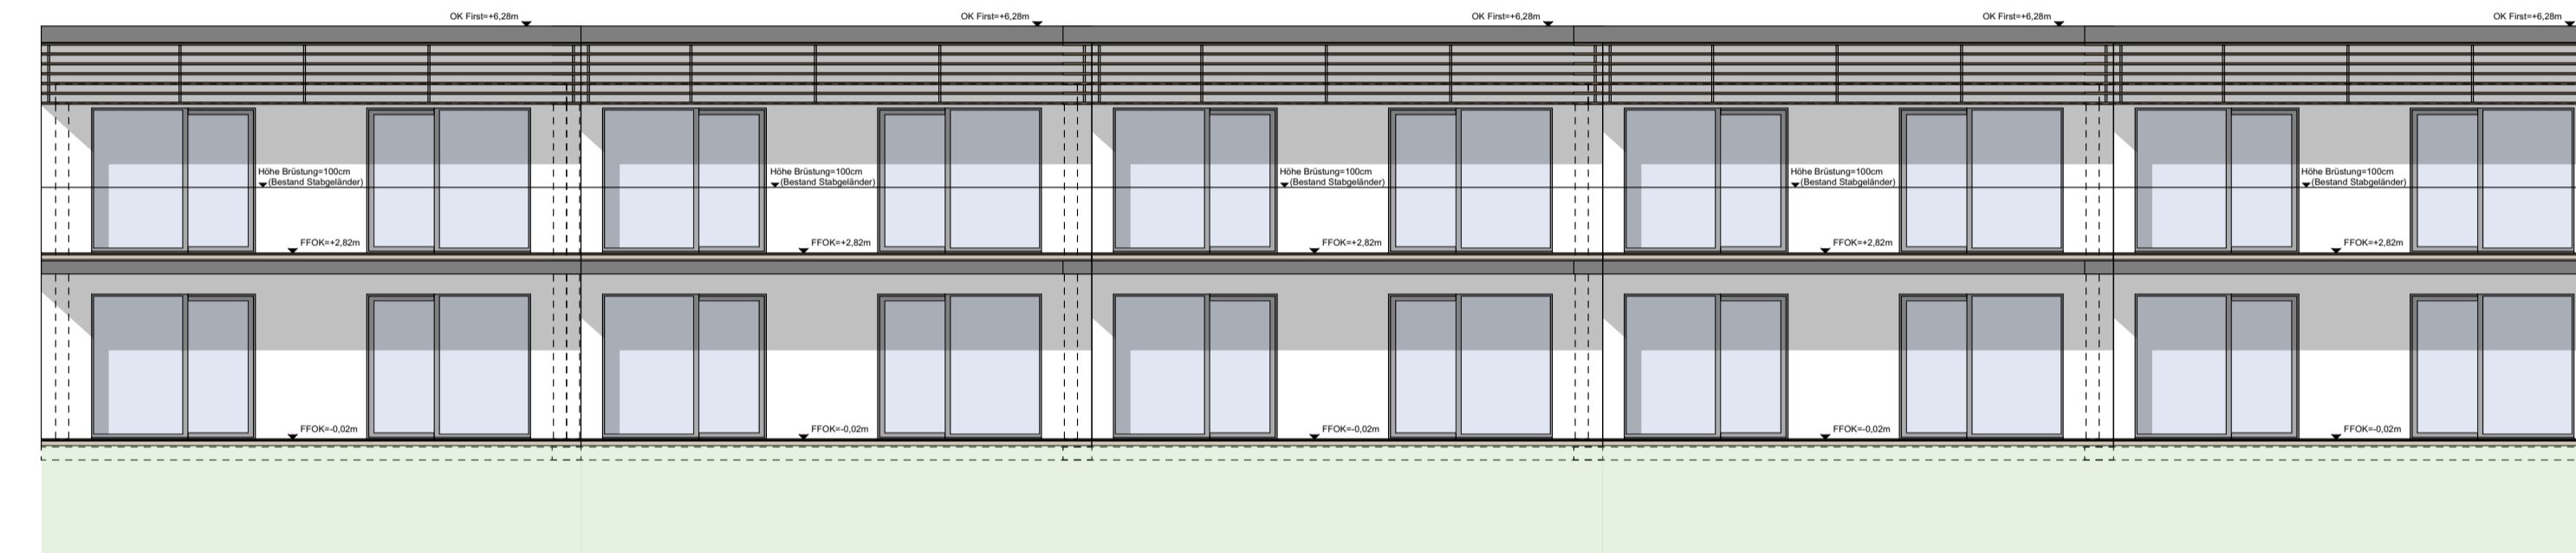 OK First=+6,28m
OK First=+6,28m
OK First=+6,28m
OK First=+6,28m
OK First=+6,28m
Höhe Brüstung=100cm
(Bestand Stabgeländer)
Höhe Brüstung=100cm
(Bestand Stabgeländer)
Höhe Brüstung=100cm
(Bestand Stabgeländer)
Höhe Brüstung=100cm
(Bestand Stabgeländer)
Höhe Brüstung=100cm
(Bestand Stabgeländer)
FFOK=+2,82m
FFOK=+2,82m
FFOK=+2,82m
FFOK=+2,82m
FFOK=+2,82m
FFOK=-0,02m
FFOK=-0,02m
FFOK=-0,02m
FFOK=-0,02m
FFOK=-0,02m